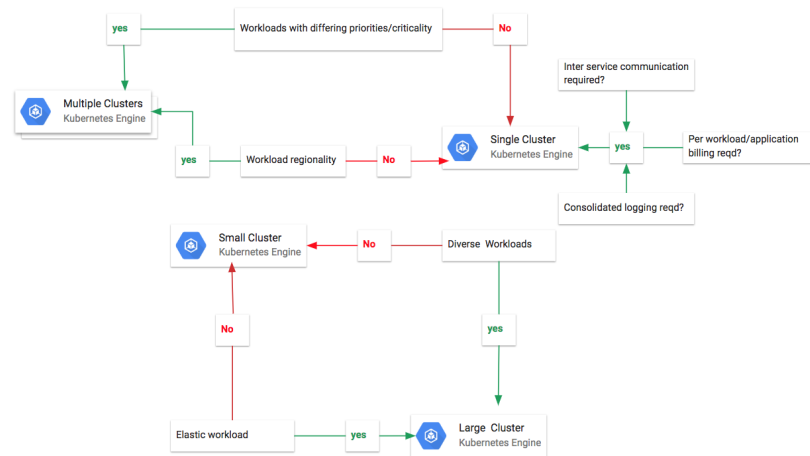 yes
Workloads with differing priorities/criticality
No
Inter service communication
required?
Multiple Clusters
Kubernetes Engine
Single Cluster
Kubernetes Engine
yes
Per workload/application
billing reqd?
yes
Workload regionality
No
Consolidated logging reqd?
Small Cluster
Kubernetes Engine
No
Diverse Workloads
No
yes
Elastic workload
yes
Large Cluster
Kubernetes Engine